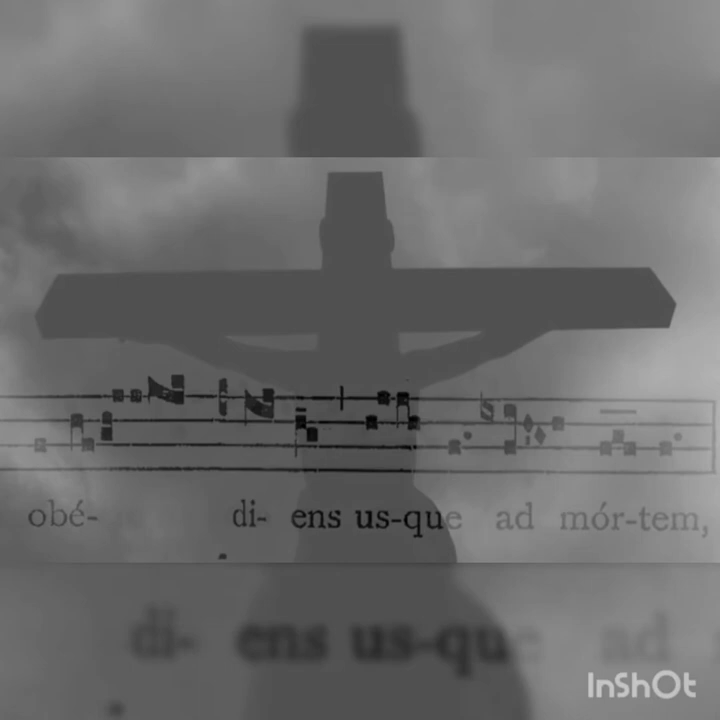 obé- di- ens us-que ad mór-tem,
di- ens us-que ad
InShOt